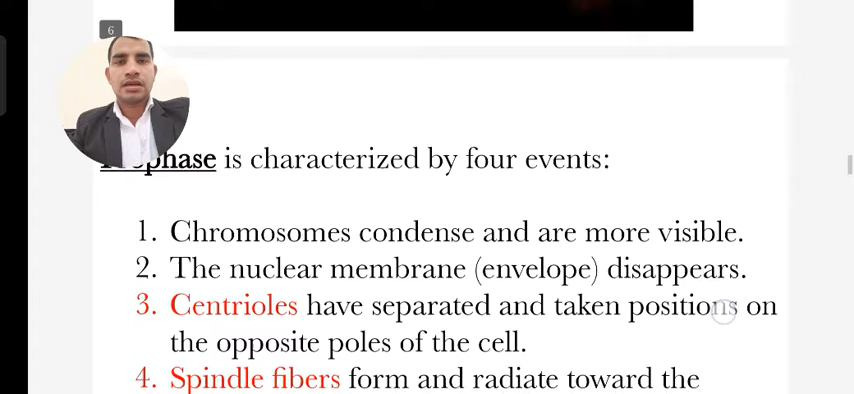 6
is characterized by four events:
1. Chromosomes condense and are more visible.
2. The nuclear membrane (envelope) disappears.
3. Centrioles have separated and taken positions on
the opposite poles of the cell.
4. Spindle fibers form and radiate toward the